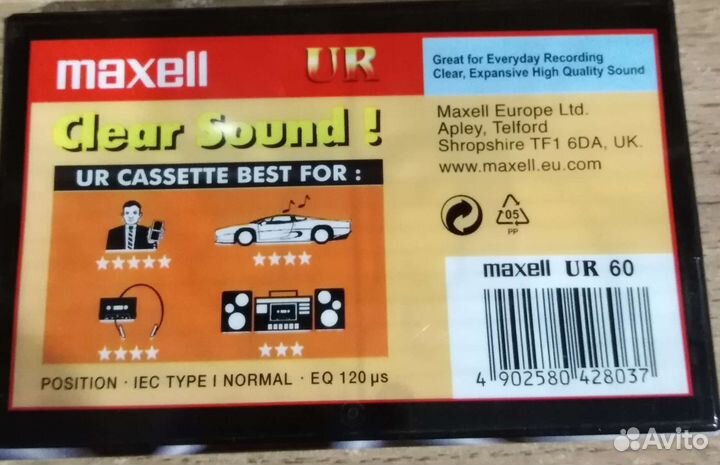 maxell
UR
Great for Everyday Recording
Clear, Expansive High Quality Sound
Clear Sound !
Maxell Europe Ltd.
Apley, Telford
Shropshire TF1 6DA, UK.
www.maxell.eu.com
UR CASSETTE BEST FOR :
05
PP
maxell UR 60
4 902580 428037
POSITION · IEC TYPE I NORMAL · EQ 120 µs
Avito